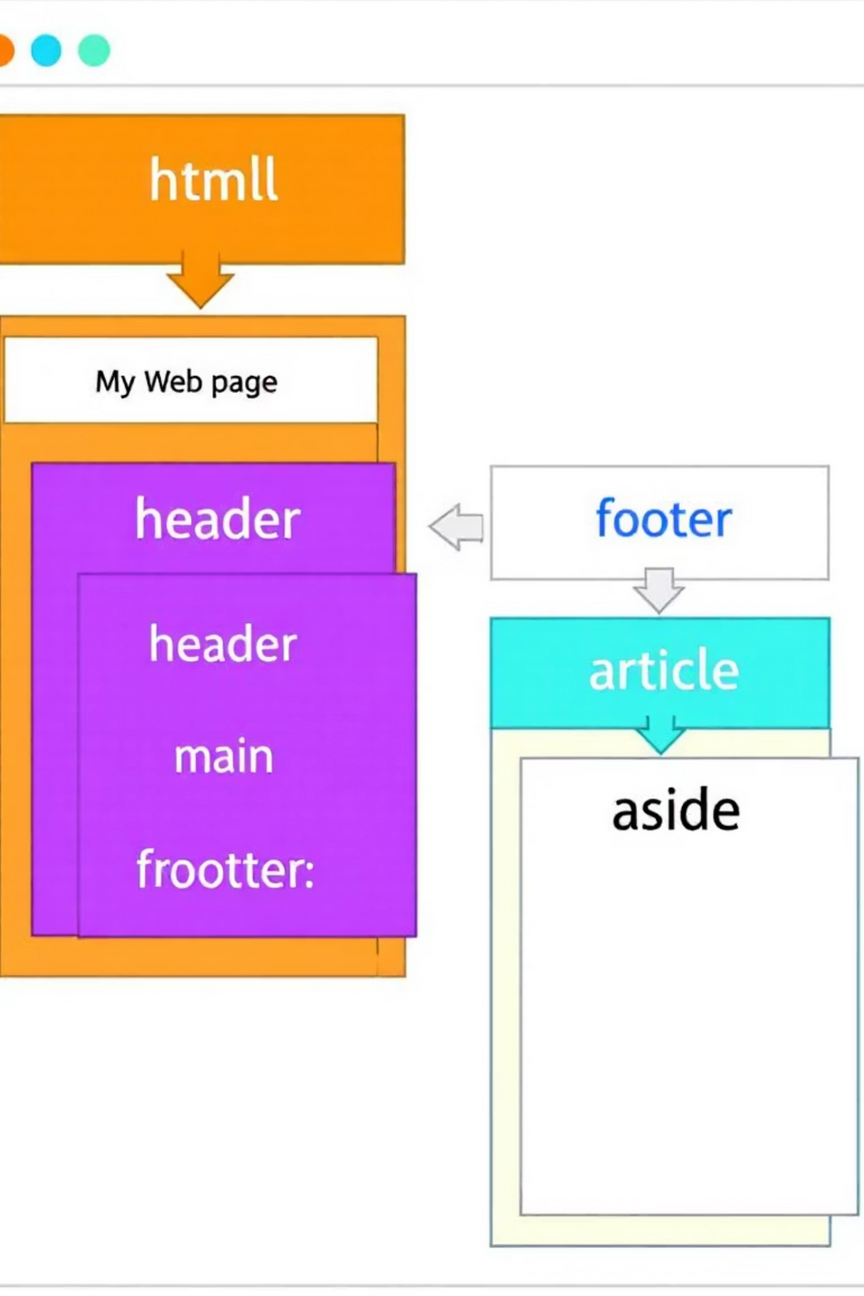 htmll
My Web page
header
header
main
frootter:
footer
article
aside